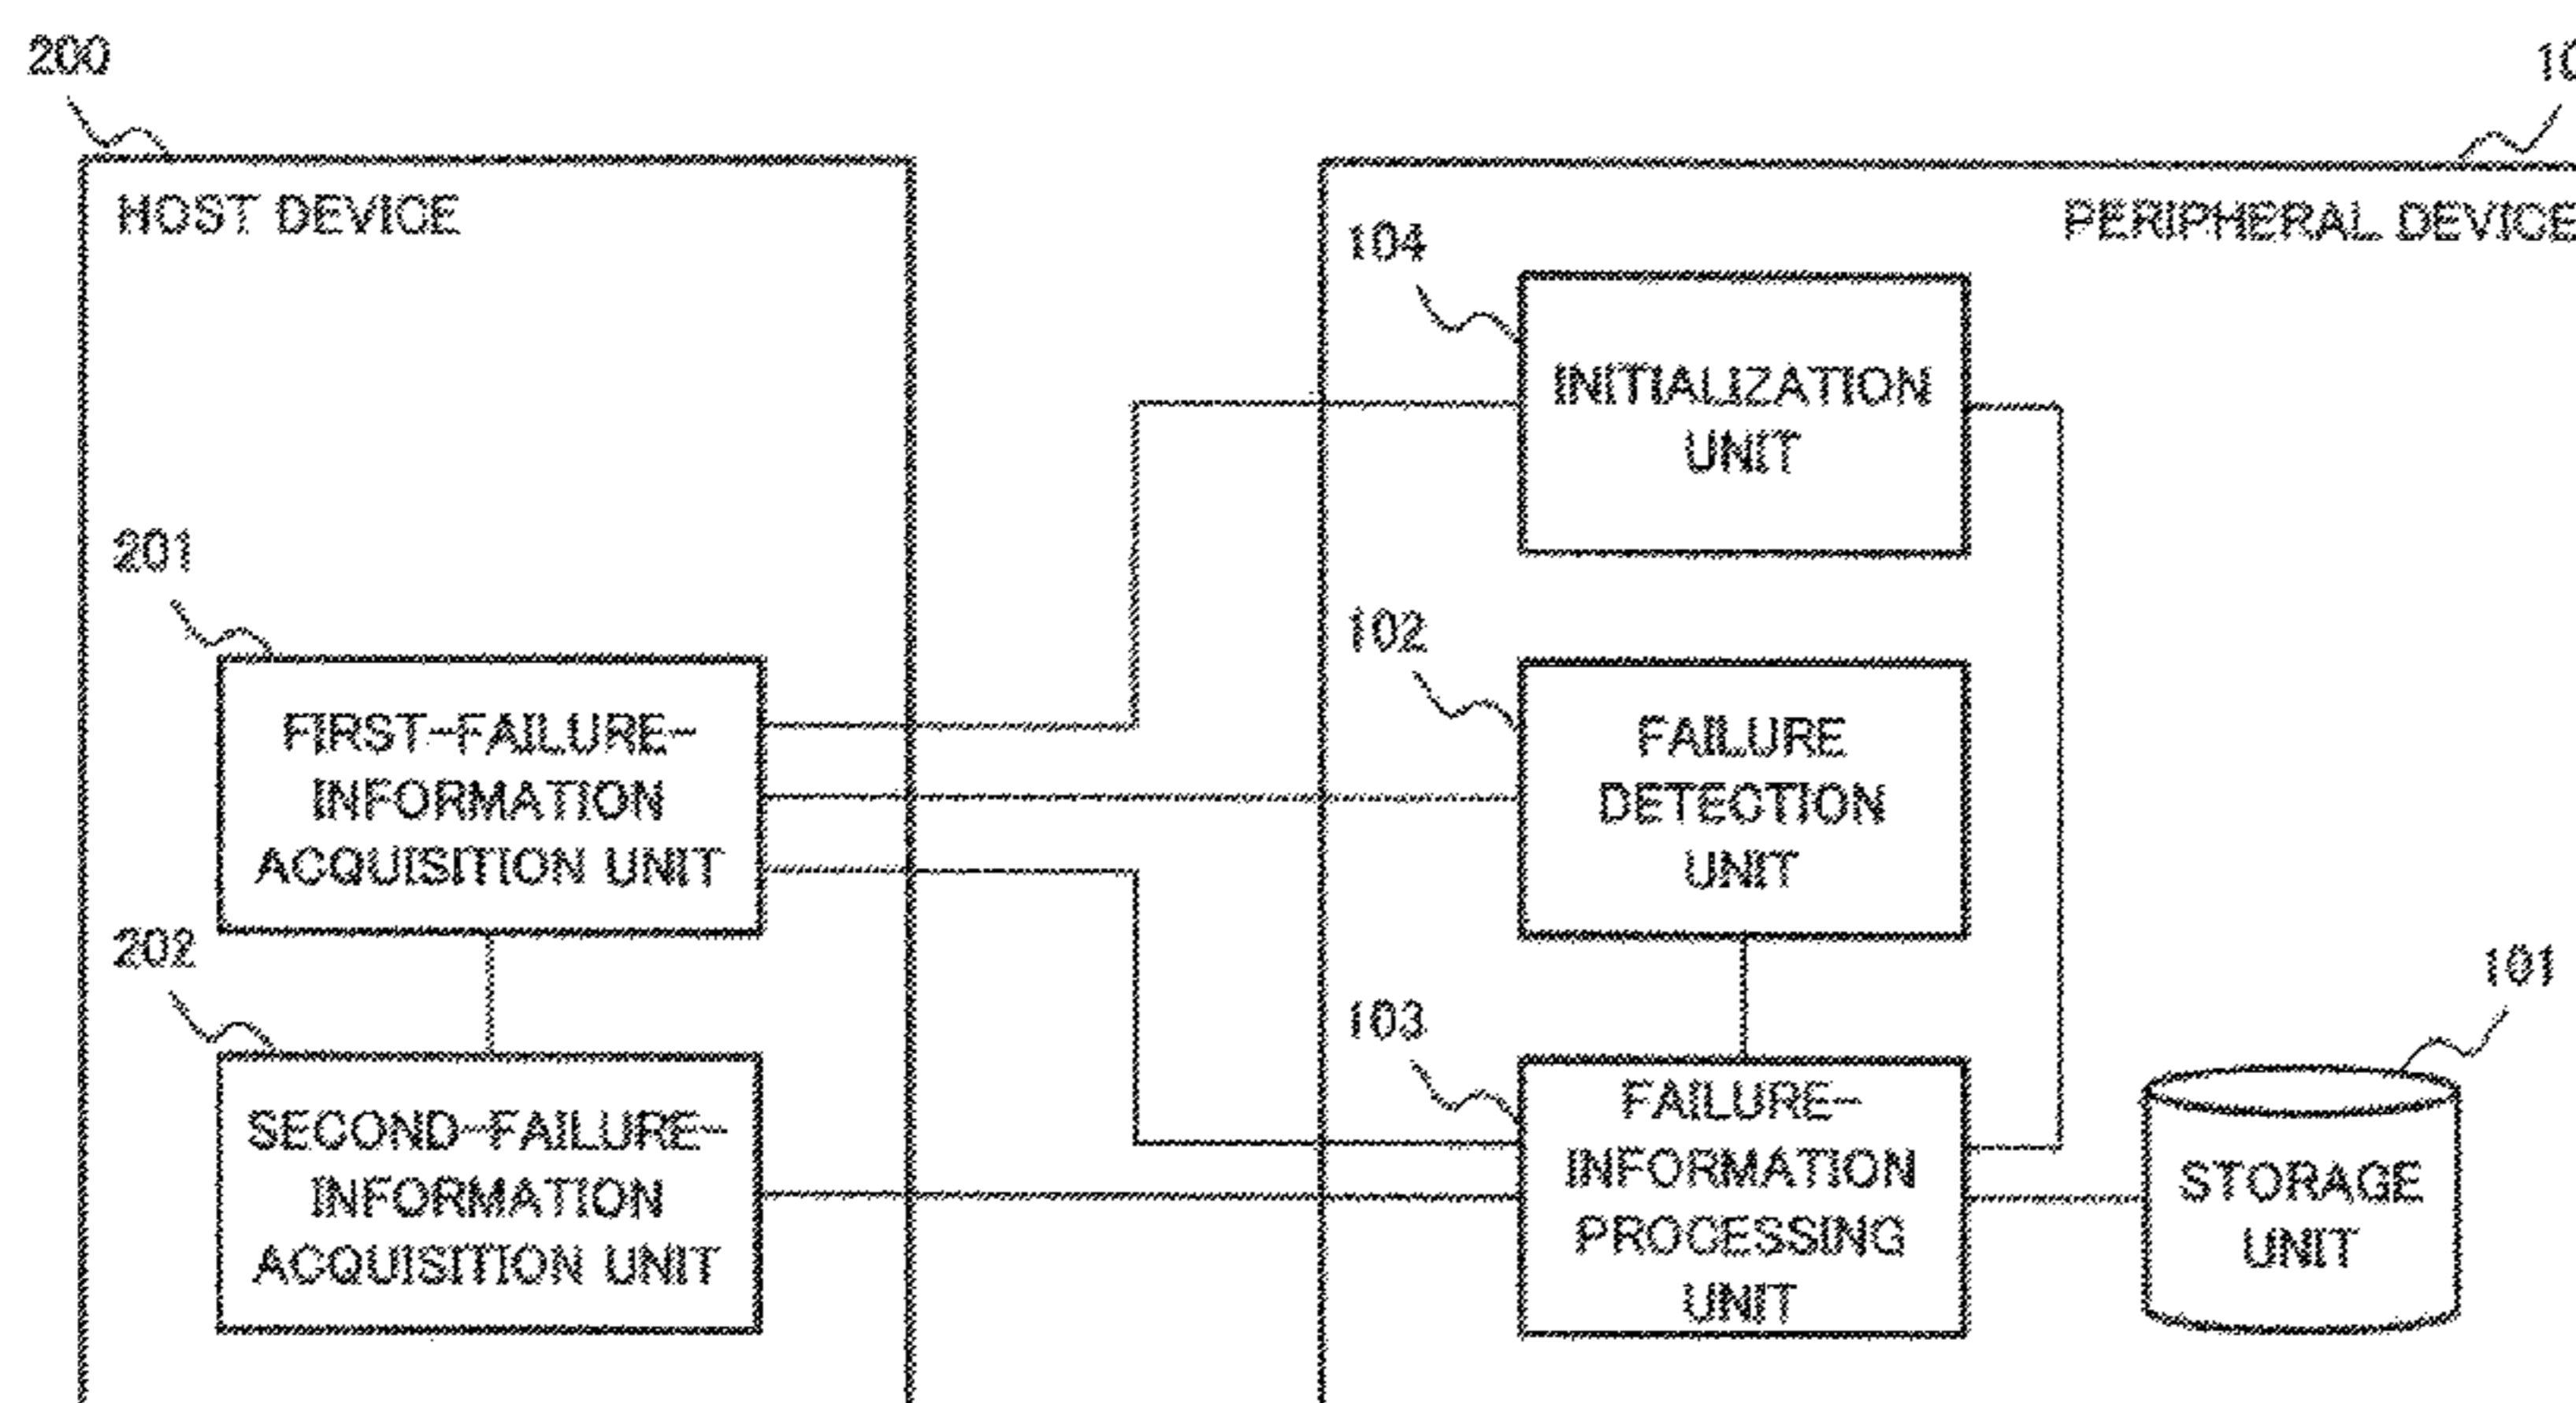 200
HOST DEVICE
PERIPHERAL DEVICE
104
INITIALIZATION
UNIT
201
FIRST-FAILURE-
INFORMATION
ACQUISITION UNIT
102
FAILURE
DETECTION
UNIT
202
SECOND-FAILURE-
INFORMATION
ACQUISITION UNIT
103
FAILURE-
INFORMATION
PROCESSING
UNIT
101
STORAGE
UNIT